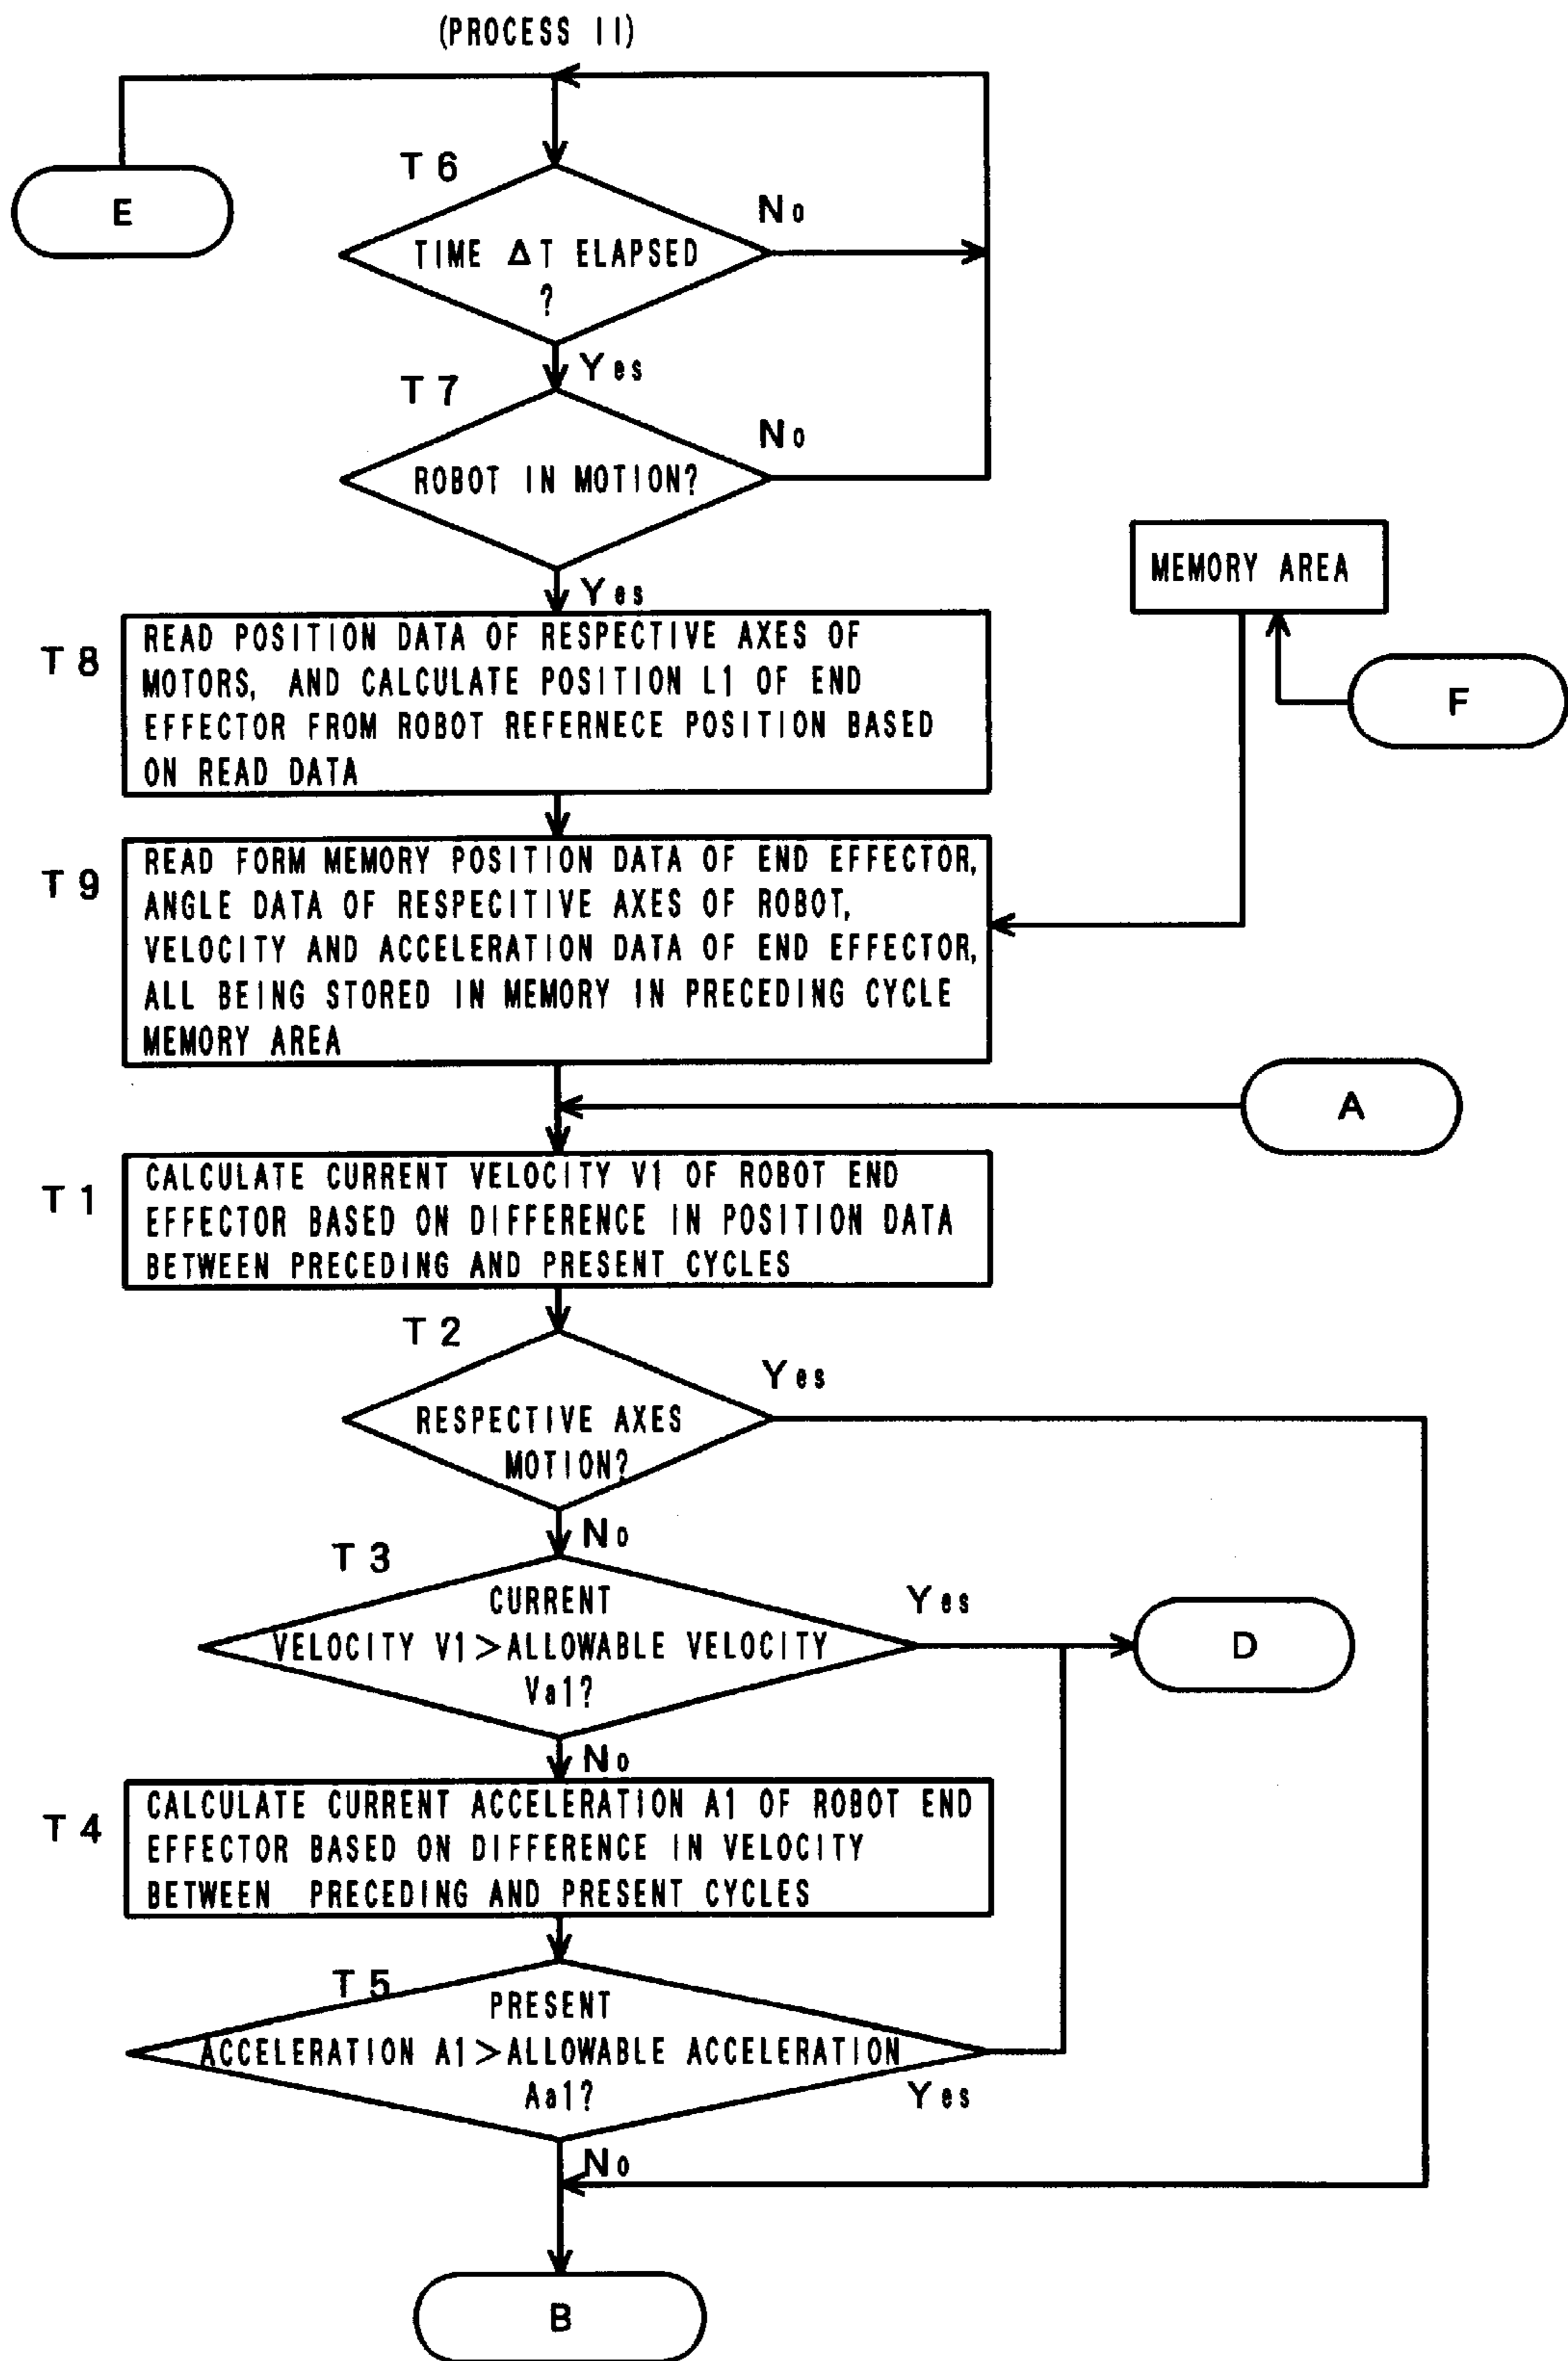 (PROCESS II)
E
T6
No
TIME ΔT ELAPSED
?
Yes
T7
No
ROBOT IN MOTION?
Yes
MEMORY AREA
F
T8
READ POSITION DATA OF RESPECTIVE AXES OF
MOTORS, AND CALCULATE POSITION L1 OF END
EFFECTOR FROM ROBOT REFERNECE POSITION BASED
ON READ DATA
T9
READ FORM MEMORY POSITION DATA OF END EFFECTOR,
ANGLE DATA OF RESPECITIVE AXES OF ROBOT,
VELOCITY AND ACCELERATION DATA OF END EFFECTOR,
ALL BEING STORED IN MEMORY IN PRECEDING CYCLE
MEMORY AREA
A
T1
CALCULATE CURRENT VELOCITY V1 OF ROBOT END
EFFECTOR BASED ON DIFFERENCE IN POSITION DATA
BETWEEN PRECEDING AND PRESENT CYCLES
T2
Yes
RESPECTIVE AXES
MOTION?
No
T3
CURRENT
VELOCITY V1>ALLOWABLE VELOCITY
Va1?
Yes
D
No
T4
CALCULATE CURRENT ACCELERATION A1 OF ROBOT END
EFFECTOR BASED ON DIFFERENCE IN VELOCITY
BETWEEN PRECEDING AND PRESENT CYCLES
T5
PRESENT
ACCELERATION A1>ALLOWABLE ACCELERATION
Aa1?
Yes
No
B